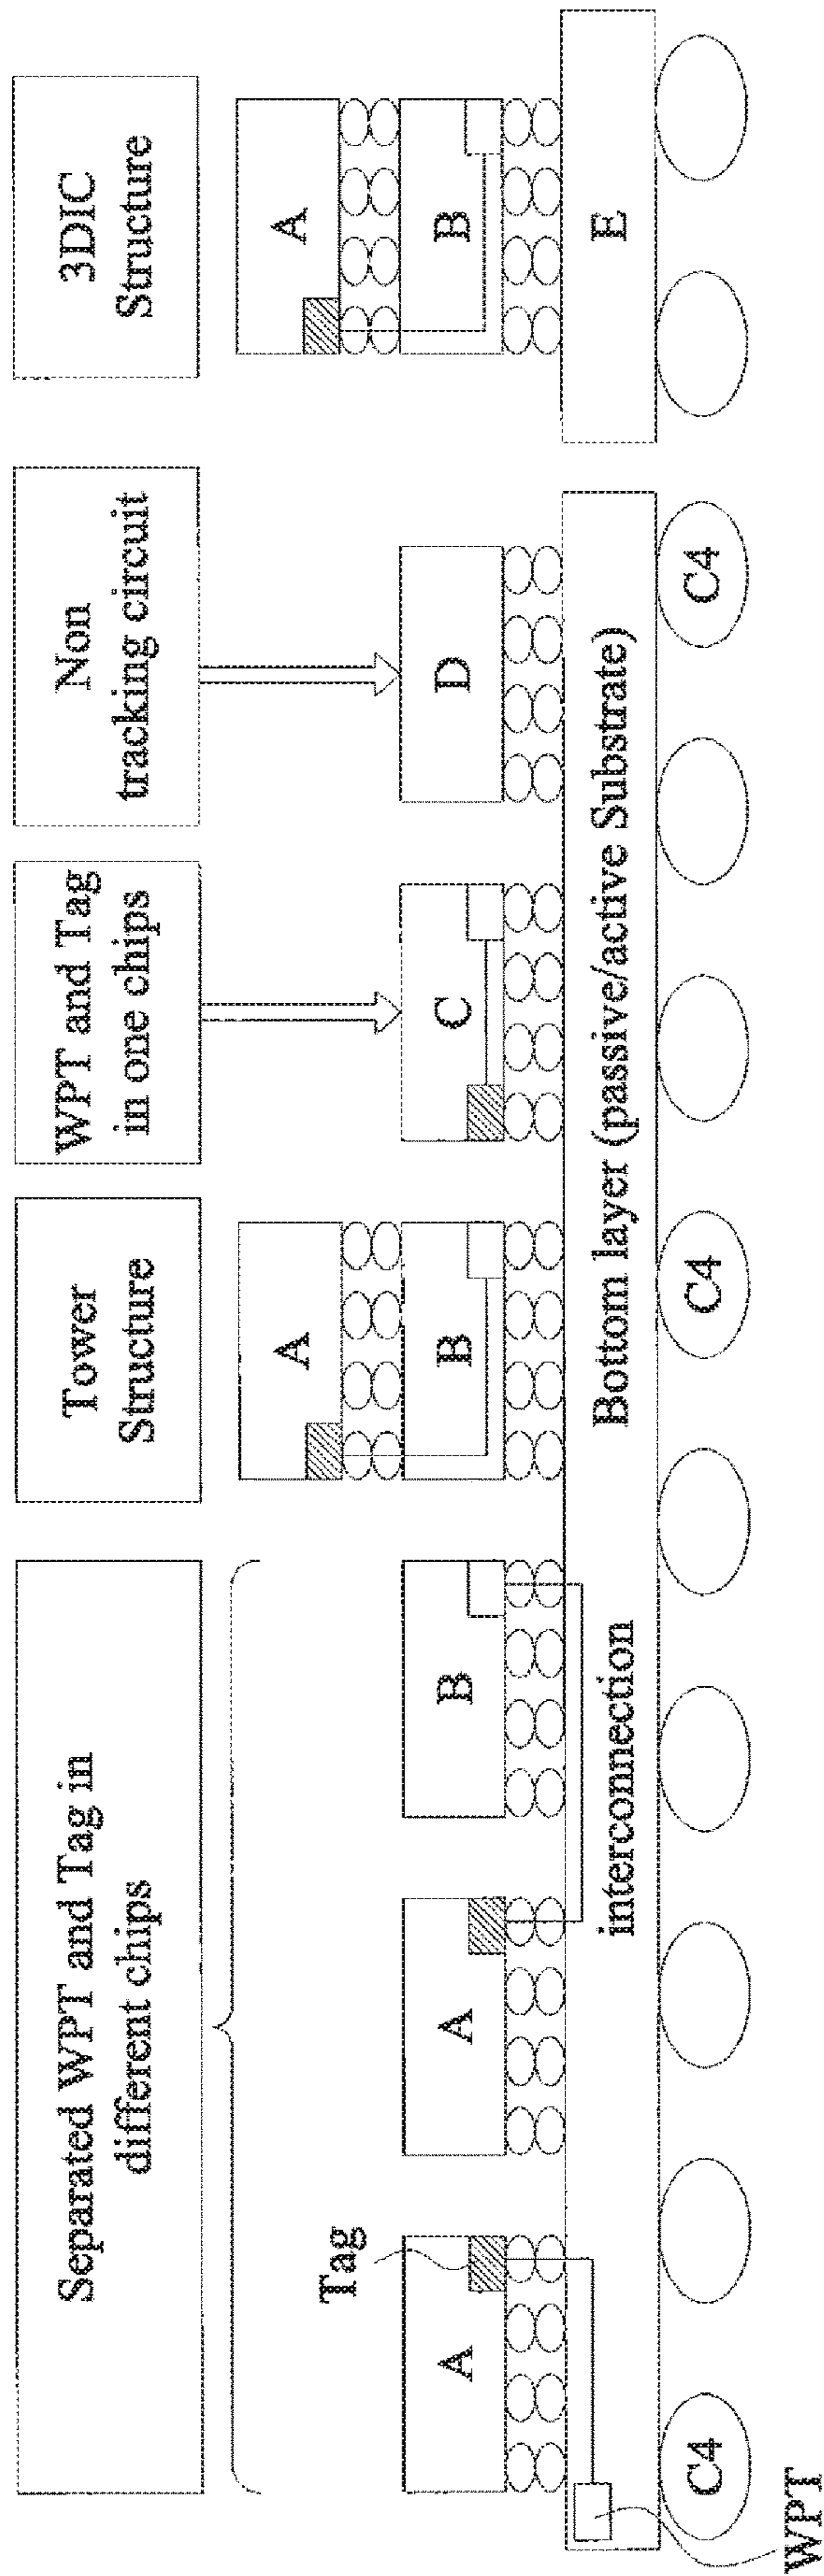 Separated WPT and Tag in
different chips
Tower
Structure
WPT and Tag
in one chips
Non
tracking circuit
3DIC
Structure
Tag
A
A
B
A
B
C
D
A
B
E
interconnection
Bottom layer (passive/active Substrate)
C4
C4
C4
WPT